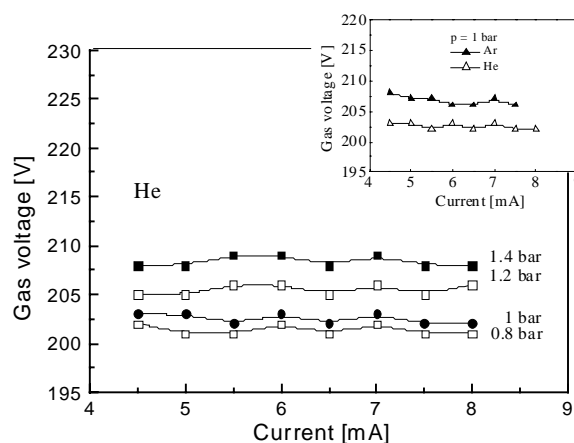 230
225
220
215
210
205
200
195
Gas voltage [V]
He
1.4 bar
1.2 bar
1 bar
0.8 bar
4 5 6 7 8 9
Current [mA]
220
215
210
205
200
195
Gas voltage [V]
p = 1 bar
Ar
He
4 5 6 7 8
Current [mA]